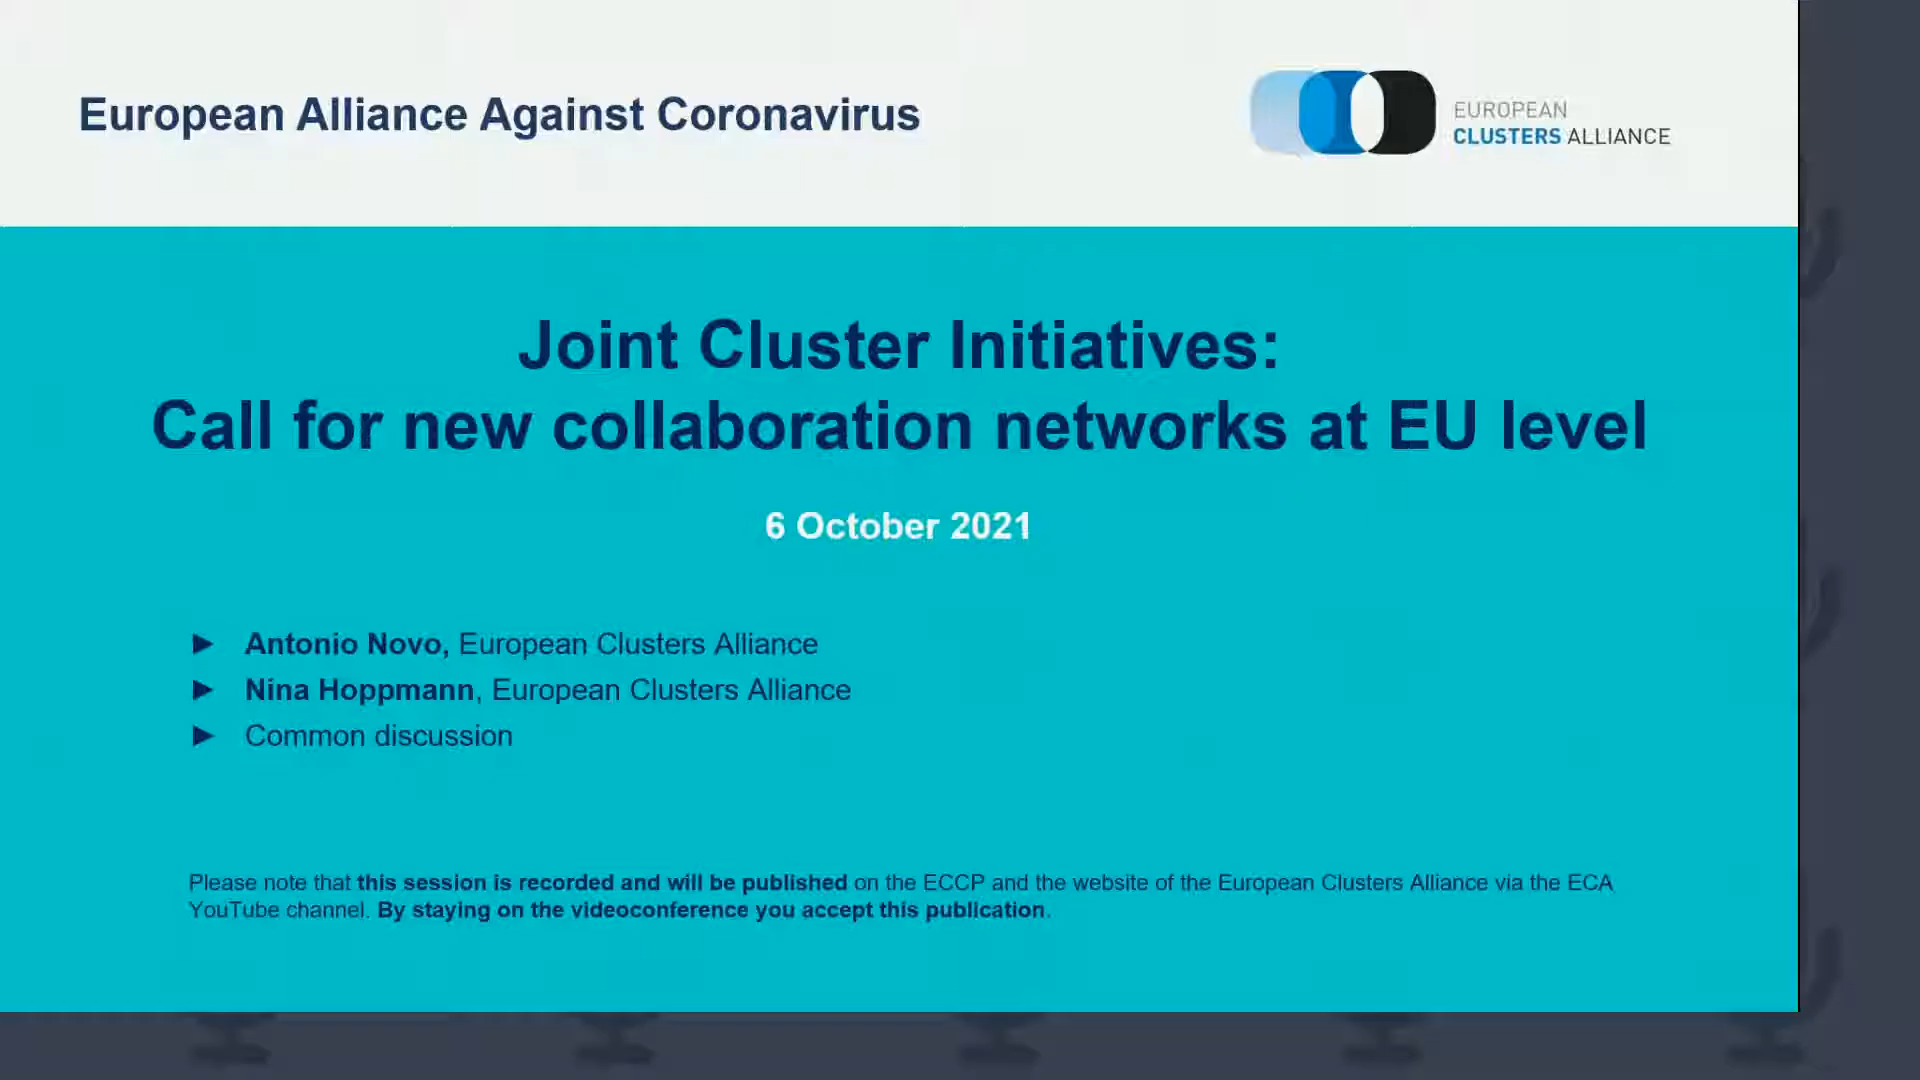 European Alliance Against Coronavirus
EUROPEAN
CLUSTERS ALLIANCE
Joint Cluster Initiatives:
Call for new collaboration networks at EU level
6 October 2021
► Antonio Novo, European Clusters Alliance
► Nina Hoppmann, European Clusters Alliance
► Common discussion
Please note that this session is recorded and will be published on the ECCP and the website of the European Clusters Alliance via the ECA
YouTube channel. By staying on the videoconference you accept this publication.